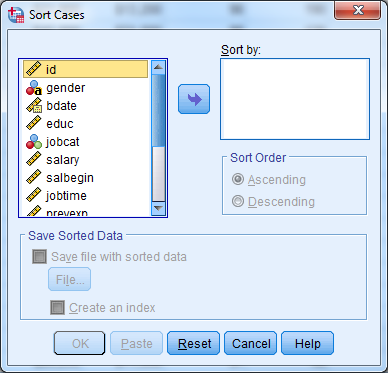 Sort Cases
id
gender
bdate
educ
jobcat
salary
salbegin
jobtime
prevexp
Sort by:
Sort Order
Ascending
Descending
Save Sorted Data
Save file with sorted data
File...
Create an index
OK Paste Reset Cancel Help